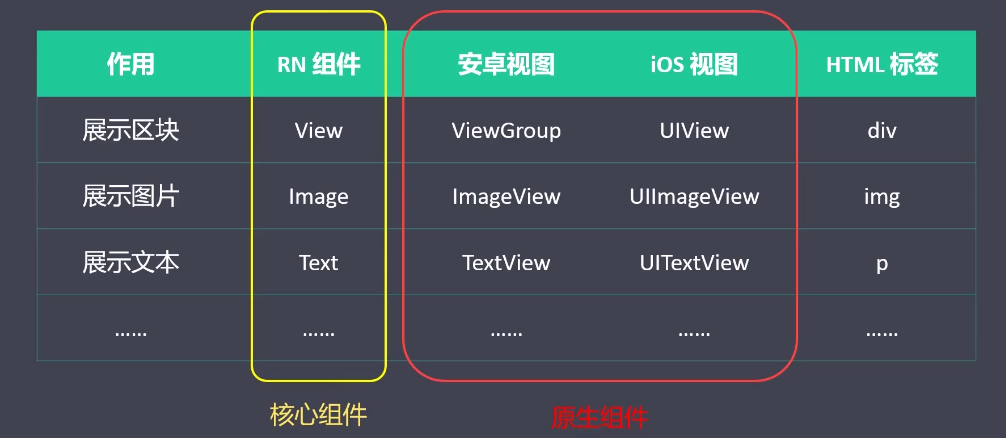 作用 RN 组件 安卓视图 iOS 视图 HTML 标签
展示区块 View ViewGroup UIView div
展示图片 Image ImageView UIImageView img
展示文本 Text TextView UITextView p
…… …… …… …… ……
核心组件 原生组件